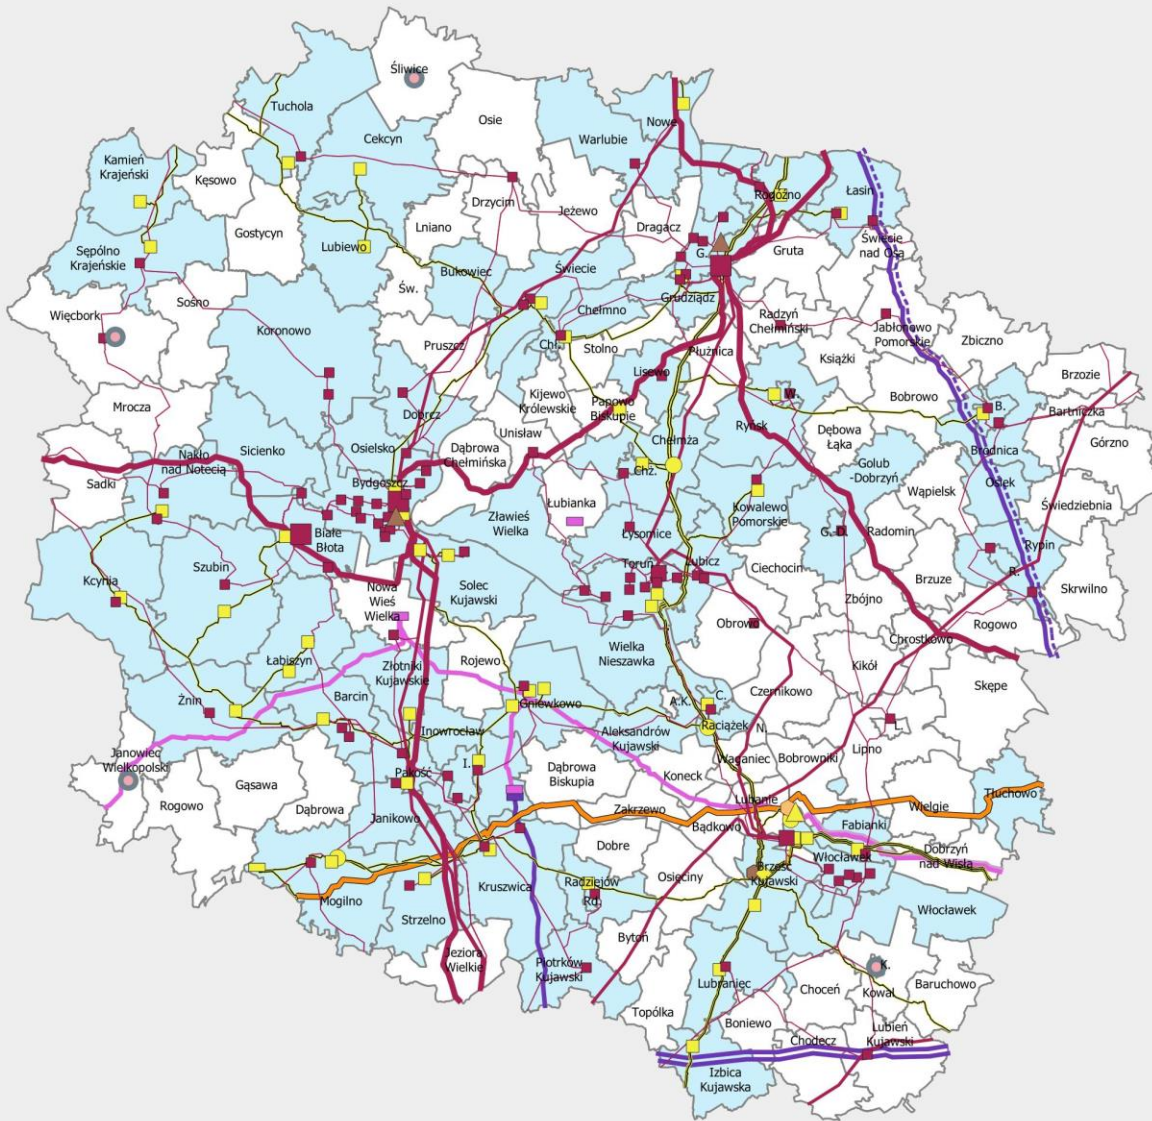 Śliwice
Tuchola
Osie
Nowe
Cekcyn
Warlubie
Kamień
Krajeński
Kęsowo
Rogóźno
Łasin
Drzycim
Jeżewo
Gostycyn
Lniano
Dragacz
Sępólno
Krajeńskie
Lubiewo
Świecie
nad Osą
G.
Gruta
Bukowiec
Świecie
Św.
Sośno
Grudziądz
Więcbork
Chełmno
Radzyń
Chełmiński
Jabłonowo
Pomorskie
Koronowo
Zbiczno
Pruszcz
Chł.
Stolno
Płużnica
Książki
Lisewo
Brzozie
Mrocza
Kijewo
Królewskie
Bobrowo
Dobrcz
Papowo
Biskupie
W.
B.
Bartniczka
Ryńsk
Unisław
Dębowa
Łąka
Górzno
Osielsko
Dąbrowa
Chełmińska
Chełmża
Brodnica
Sicienko
Nakło
nad Notecią
Golub
-Dobrzyń
Bydgoszcz
Chż.
Wąpielsk
Osiek
Sadki
Łubianka
Zławieś
Wielka
Kowalewo
Pomorskie
Świedziebnia
Białe
Błota
Łysomice
G.-D.
Radomin
Rypin
Toruń
Lubicz
Ciechocin
Szubin
R.
Kcynia
Solec
Kujawski
Brzuze
Skrwilno
Nowa
Wieś
Wielka
Zbójno
Obrowo
Rogowo
Chrostkowo
Wielka
Nieszawka
Rojewo
Kikół
Łabiszyn
Złotniki
Kujawskie
Skępe
Barcin
Czernikowo
Żnin
Gniewkowo
A.K.
C.
Raciążek
N.
L.
Inowrocław
Aleksandrów
Kujawski
Lipno
Janowiec
Wielkopolski
Waganiec
Bobrowniki
I.
Dąbrowa
Biskupia
Pakość
Koneck
Gąsawa
Rogowo
Tłuchowo
Lubanie
Wielgie
Dąbrowa
Zakrzewo
Janikowo
Bądkowo
Fabianki
Dobre
Dobrzyń
nad Wisłą
Włocławek
Osięciny
Brześć
Kujawski
Kruszwica
Radziejów
Rd.
Mogilno
Włocławek
Strzelno
Bytoń
Jeziora
Wielkie
Piotrków
Kujawski
K.
Lubraniec
Choceń
Kowal
Baruchowo
Topólka
Boniewo
Lubień
Kujawski
Chodecz
Izbica
Kujawska